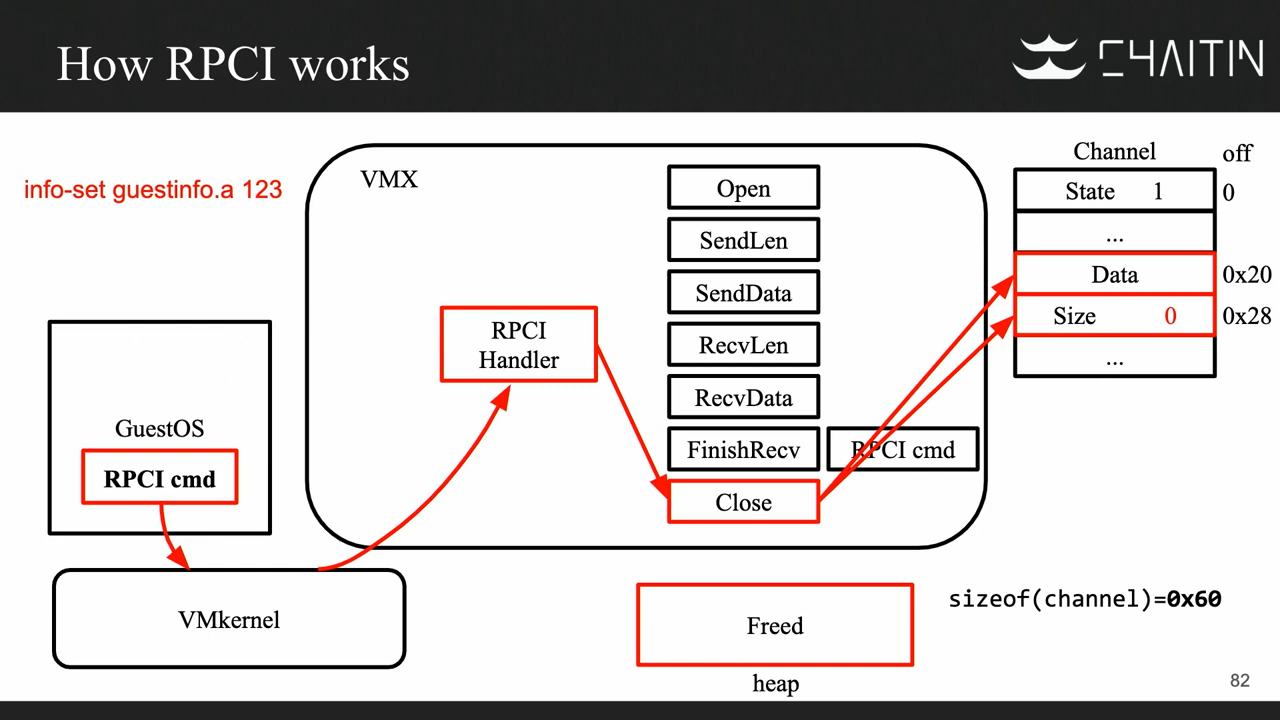 How RPCI works
CHAITIN
info-set guestinfo.a 123
VMX
Open
SendLen
SendData
RecvLen
RecvData
FinishRecv
RPCI cmd
Close
RPCI
Handler
GuestOS
RPCI cmd
VMkernel
Channel
off
State 1
0
...
Data
0x20
Size 0
0x28
...
Freed
heap
sizeof(channel)=0x60
82